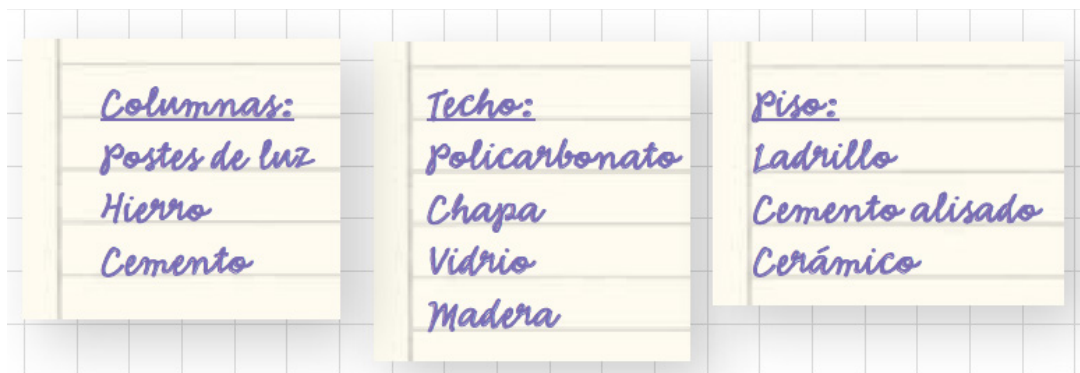 Columnas:
Postes de luz
Hierro
Cemento
Techo:
Policarbonato
Chapa
Vidrio
Madera
Piso:
Ladrillo
Cemento alisado
Cerámico